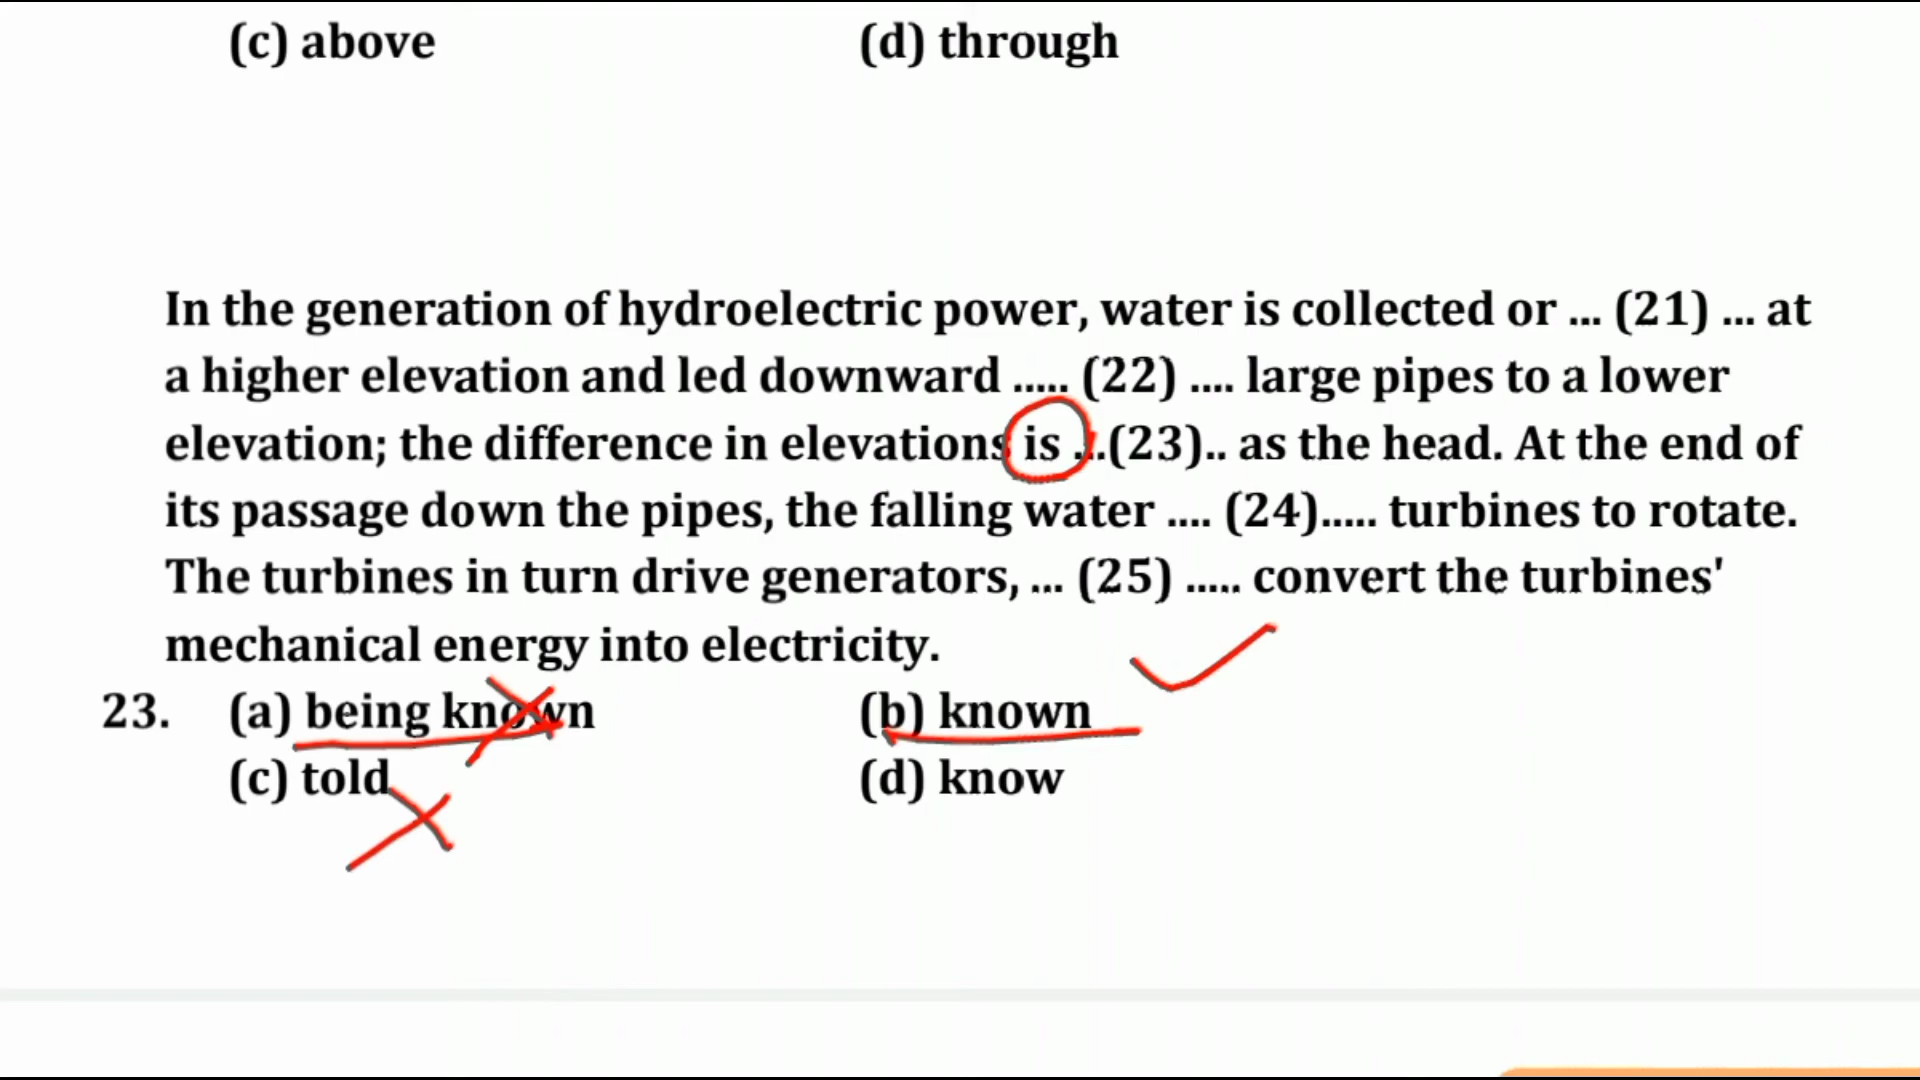 (c) above (d) through
In the generation of hydroelectric power, water is collected or ... (21) ... at
a higher elevation and led downward ..... (22) .... large pipes to a lower
elevation; the difference in elevations is ...(23).. as the head. At the end of
its passage down the pipes, the falling water .... (24)..... turbines to rotate.
The turbines in turn drive generators, ... (25) ..... convert the turbines'
mechanical energy into electricity.
23. (a) being known (b) known
(c) told (d) know